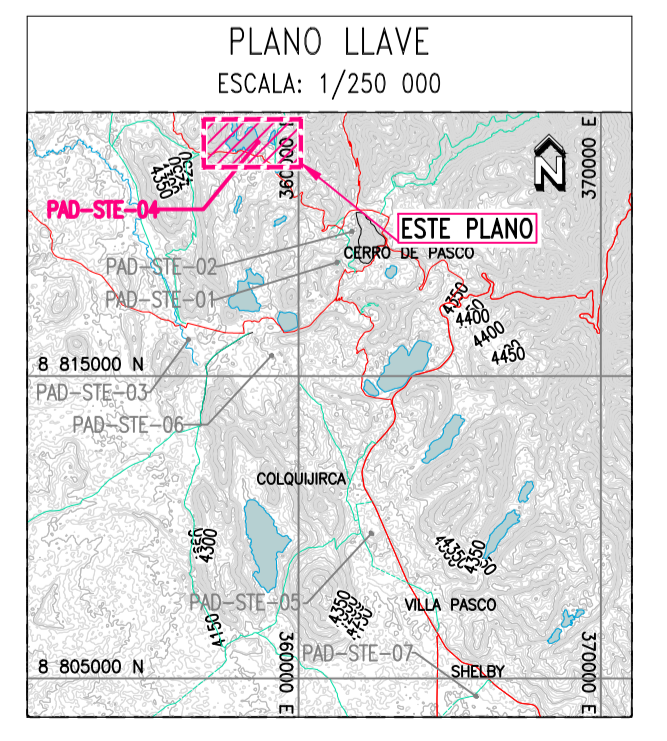 PLANO LLAVE
ESCALA: 1/250 000
360000 E
370000 E
N
4350
PAD-STE-04
ESTE PLANO
PAD-STE-02
CERRO DE PASCO
PAD-STE-01
4350
4400
4400
4450
8 815000 N
PAD-STE-03
PAD-STE-06
COLQUIJIRCA
4300
4350
4350
PAD-STE-05
4350
VILLA PASCO
4150
PAD-STE-07
8 805000 N
SHELBY
360000 E
370000 E